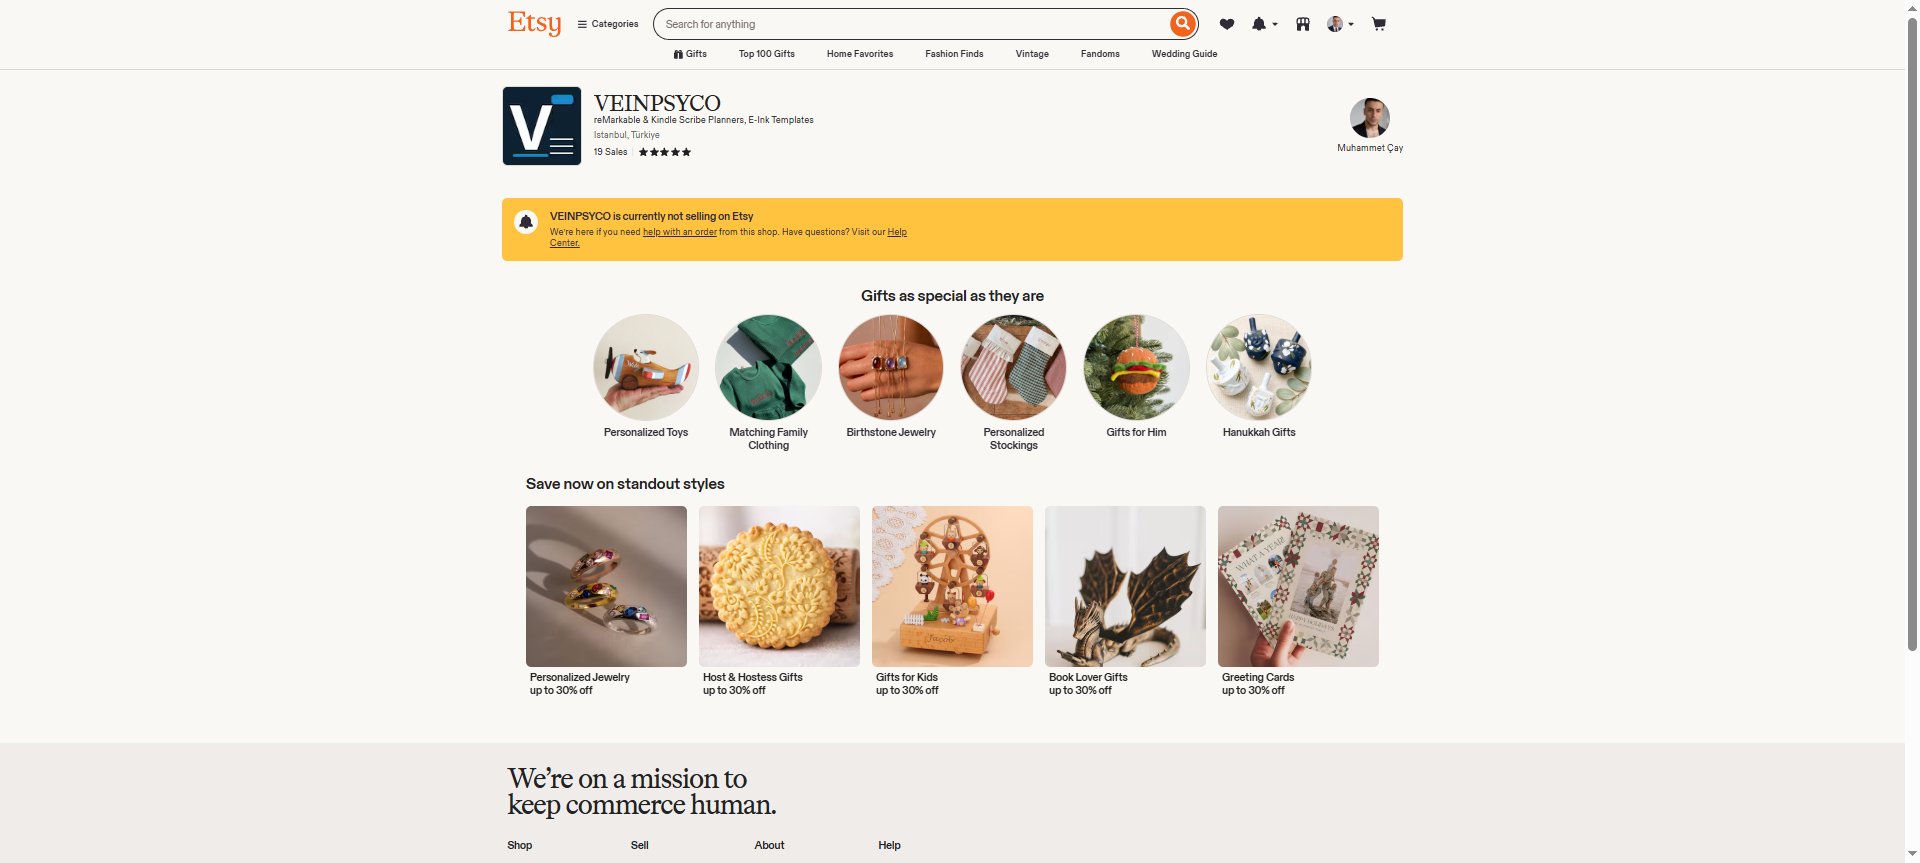 Etsy
Categories
Search for anything
Gifts
Top 100 Gifts
Home Favorites
Fashion Finds
Vintage
Fandoms
Wedding Guide
V
VEINPSYCO
reMarkable & Kindle Scribe Planners, E-Ink Templates
Istanbul, Türkiye
19 Sales
Muhammet Çay
VEINPSYCO is currently not selling on Etsy
We're here if you need help with an order from this shop. Have questions? Visit our Help
Center.
Gifts as special as they are
Personalized Toys
Matching Family
Clothing
Birthstone Jewelry
Personalized
Stockings
Gifts for Him
Hanukkah Gifts
Save now on standout styles
WHAT A YEAR!
HAPPY HOLIDAYS
Personalized Jewelry
up to 30% off
Host & Hostess Gifts
up to 30% off
Gifts for Kids
up to 30% off
Book Lover Gifts
up to 30% off
Greeting Cards
up to 30% off
We're on a mission to
keep commerce human.
Shop
Sell
About
Help